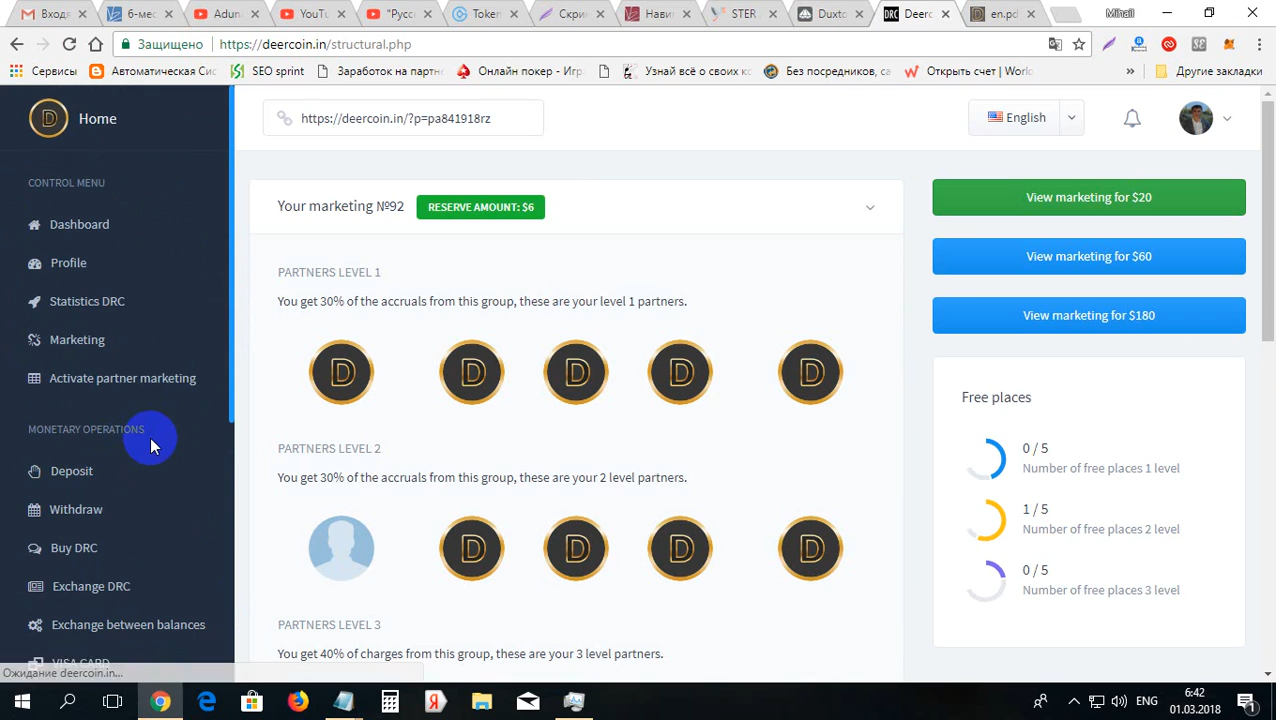 Входя
6-мес
Adun
YouTu
"Русс
Token
Скри
Нави
STER
Duxto
DRC
Deerc
en.pd
Mihail
Защищено
https://deercoin.in/structural.php
Сервисы
Автоматическая Сис
SEO sprint
Заработок на партне
Онлайн покер - Игр
Узнай всё о своих ко
Без посредников, са
Открыть счет | Work
»
Другие закладки
Home
https://deercoin.in/?p=pa841918rz
English
CONTROL MENU
Dashboard
Profile
Statistics DRC
Marketing
Activate partner marketing
MONETARY OPERATIONS
Deposit
Withdraw
Buy DRC
Exchange DRC
Exchange between balances
VISA CARD
Your marketing №92
RESERVE AMOUNT: $6
PARTNERS LEVEL 1
You get 30% of the accruals from this group, these are your level 1 partners.
D D D D D
PARTNERS LEVEL 2
You get 30% of the accruals from this group, these are your 2 level partners.
D D D D
PARTNERS LEVEL 3
You get 40% of charges from this group, these are your 3 level partners.
View marketing for $20
View marketing for $60
View marketing for $180
Free places
0 / 5
Number of free places 1 level
1 / 5
Number of free places 2 level
0 / 5
Number of free places 3 level
Ожидание deercoin.in...
ENG
6:42
01.03.2018